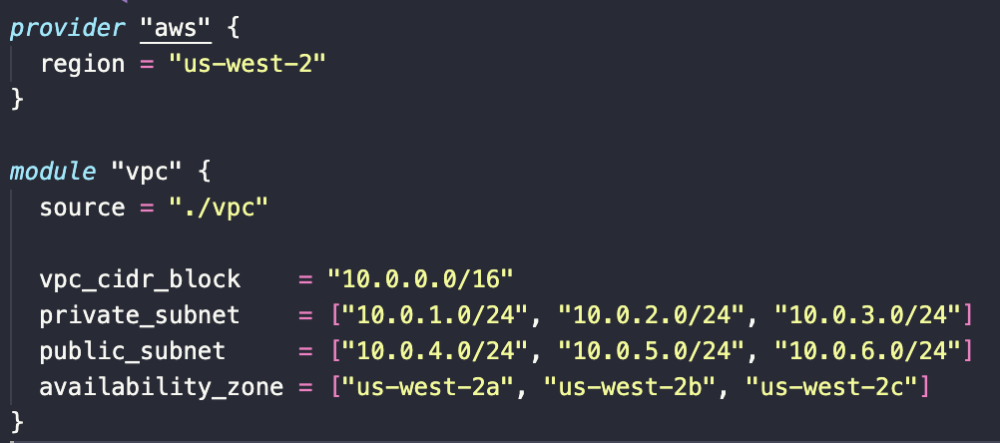 provider "aws" {
  region = "us-west-2"
}

module "vpc" {
  source = "./vpc"

  vpc_cidr_block    = "10.0.0.0/16"
  private_subnet    = ["10.0.1.0/24", "10.0.2.0/24", "10.0.3.0/24"]
  public_subnet     = ["10.0.4.0/24", "10.0.5.0/24", "10.0.6.0/24"]
  availability_zone = ["us-west-2a", "us-west-2b", "us-west-2c"]
}